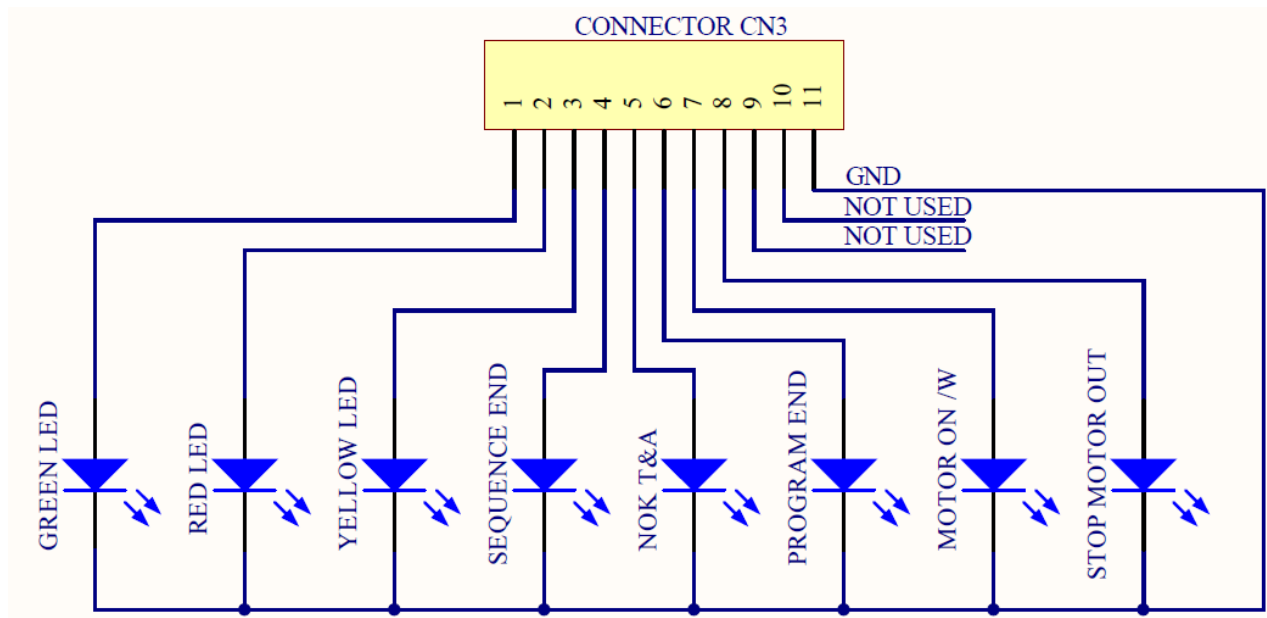 CONNECTOR CN3
1
2
3
4
5
6
7
8
9
10
11
GND
NOT USED
NOT USED
GREEN LED
RED LED
YELLOW LED
SEQUENCE END
NOK T&A
PROGRAM END
MOTOR ON /W
STOP MOTOR OUT